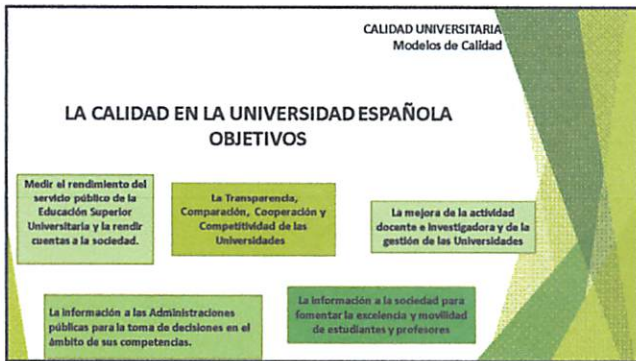 CALIDAD UNIVERSITARIA
Modelos de Calidad
LA CALIDAD EN LA UNIVERSIDAD ESPAÑOLA
OBJETIVOS
Medir el rendimiento del
servicio público de la
Educación Superior
Universitaria y la rendir
cuentas a la sociedad.
La Transparencia,
Comparación, Cooperación y
Competitividad de las
Universidades
La mejora de la actividad
docente e investigadora y de la
gestión de las Universidades
La información a las Administraciones
públicas para la toma de decisiones en el
ámbito de sus competencias.
La información a la sociedad para
fomentar la excelencia y movilidad
de estudiantes y profesores